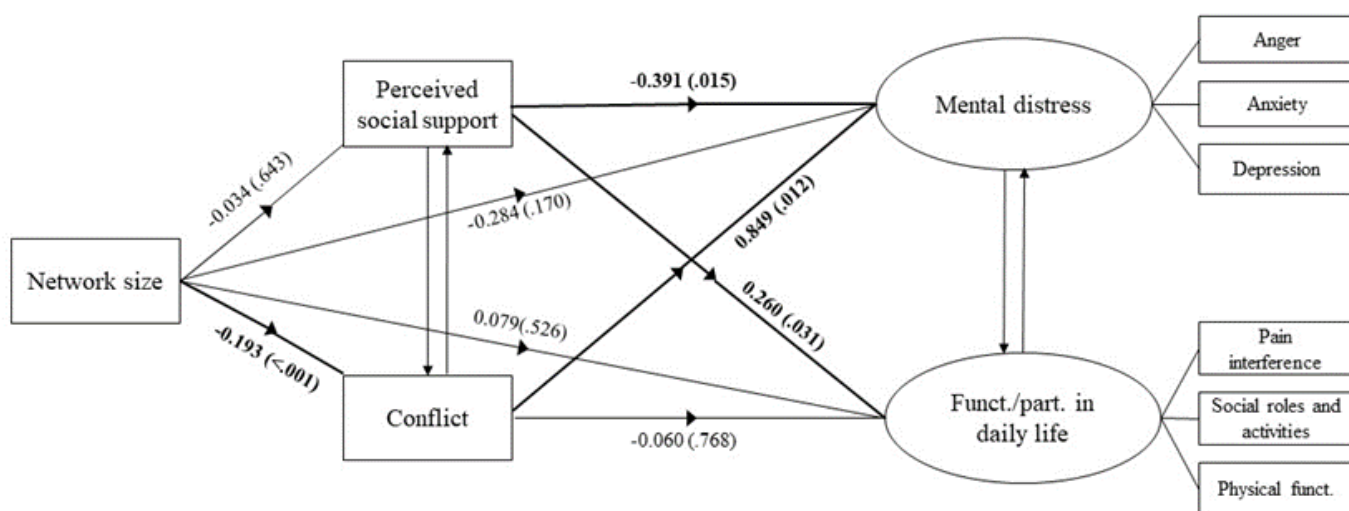 Anger
Perceived
social support
-0.391 (.015)
Mental distress
Anxiety
Depression
-0.034 (.643)
-0.284 (.170)
0.849 (.012)
Network size
0.079(.526)
0.260 (.031)
-0.193 (<.001)
Conflict
-0.060 (.768)
Funct./part. in
daily life
Pain
interference
Social roles and
activities
Physical funct.